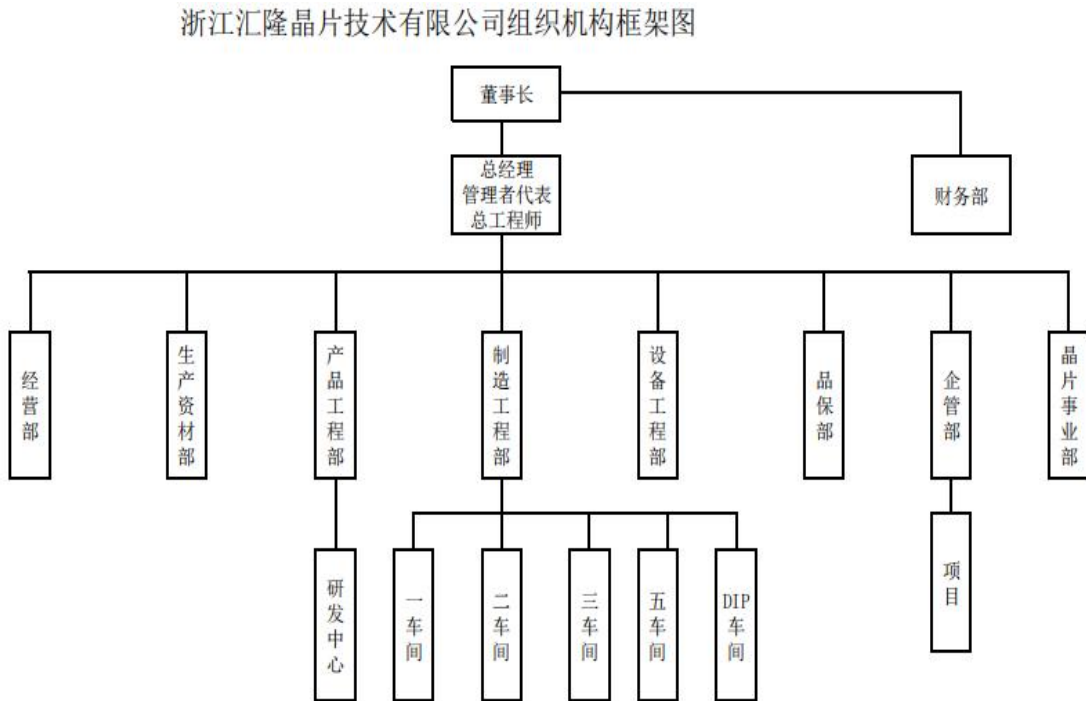 浙江汇隆晶片技术有限公司组织机构框架图
董事长
总经理
管理者代表
总工程师
财务部
经营部
生产资材部
产品工程部
制造工程部
设备工程部
品保部
企管部
晶片事业部
研发中心
一车间
二车间
三车间
五车间
DIP车间
项目